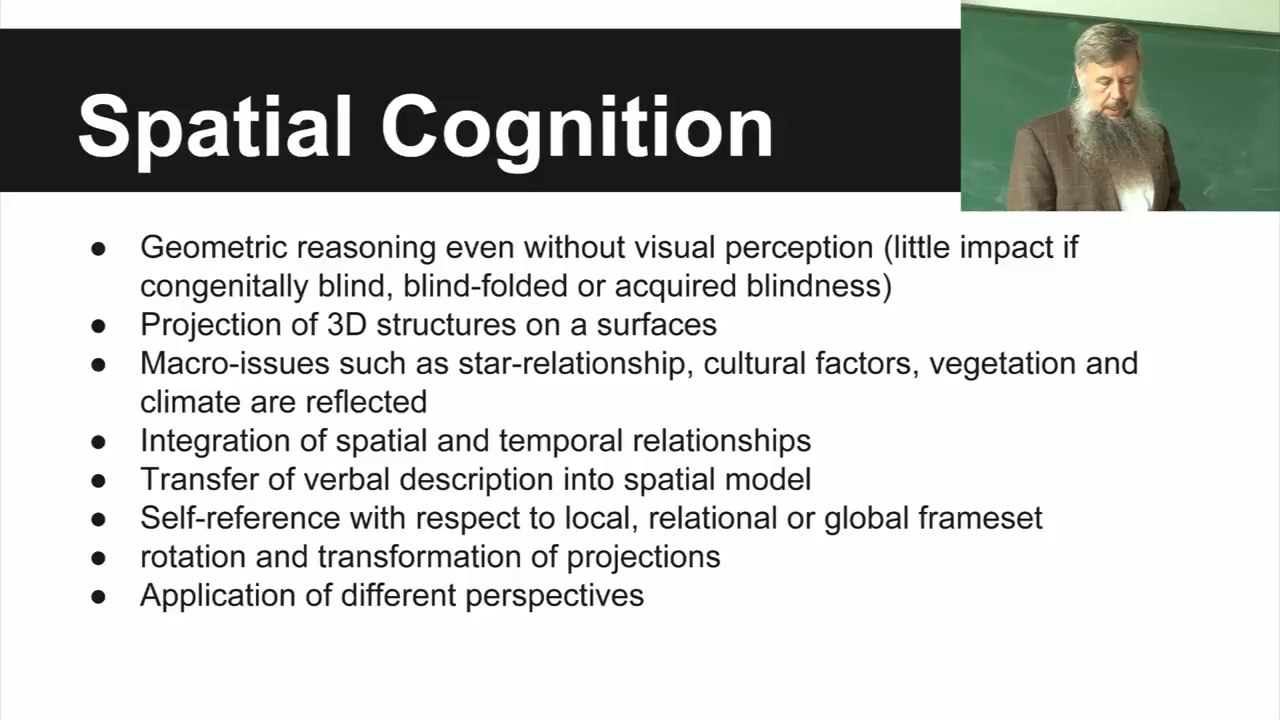 Spatial Cognition
● Geometric reasoning even without visual perception (little impact if
congenitally blind, blind-folded or acquired blindness)
● Projection of 3D structures on a surfaces
● Macro-issues such as star-relationship, cultural factors, vegetation and
climate are reflected
● Integration of spatial and temporal relationships
● Transfer of verbal description into spatial model
● Self-reference with respect to local, relational or global frameset
● rotation and transformation of projections
● Application of different perspectives